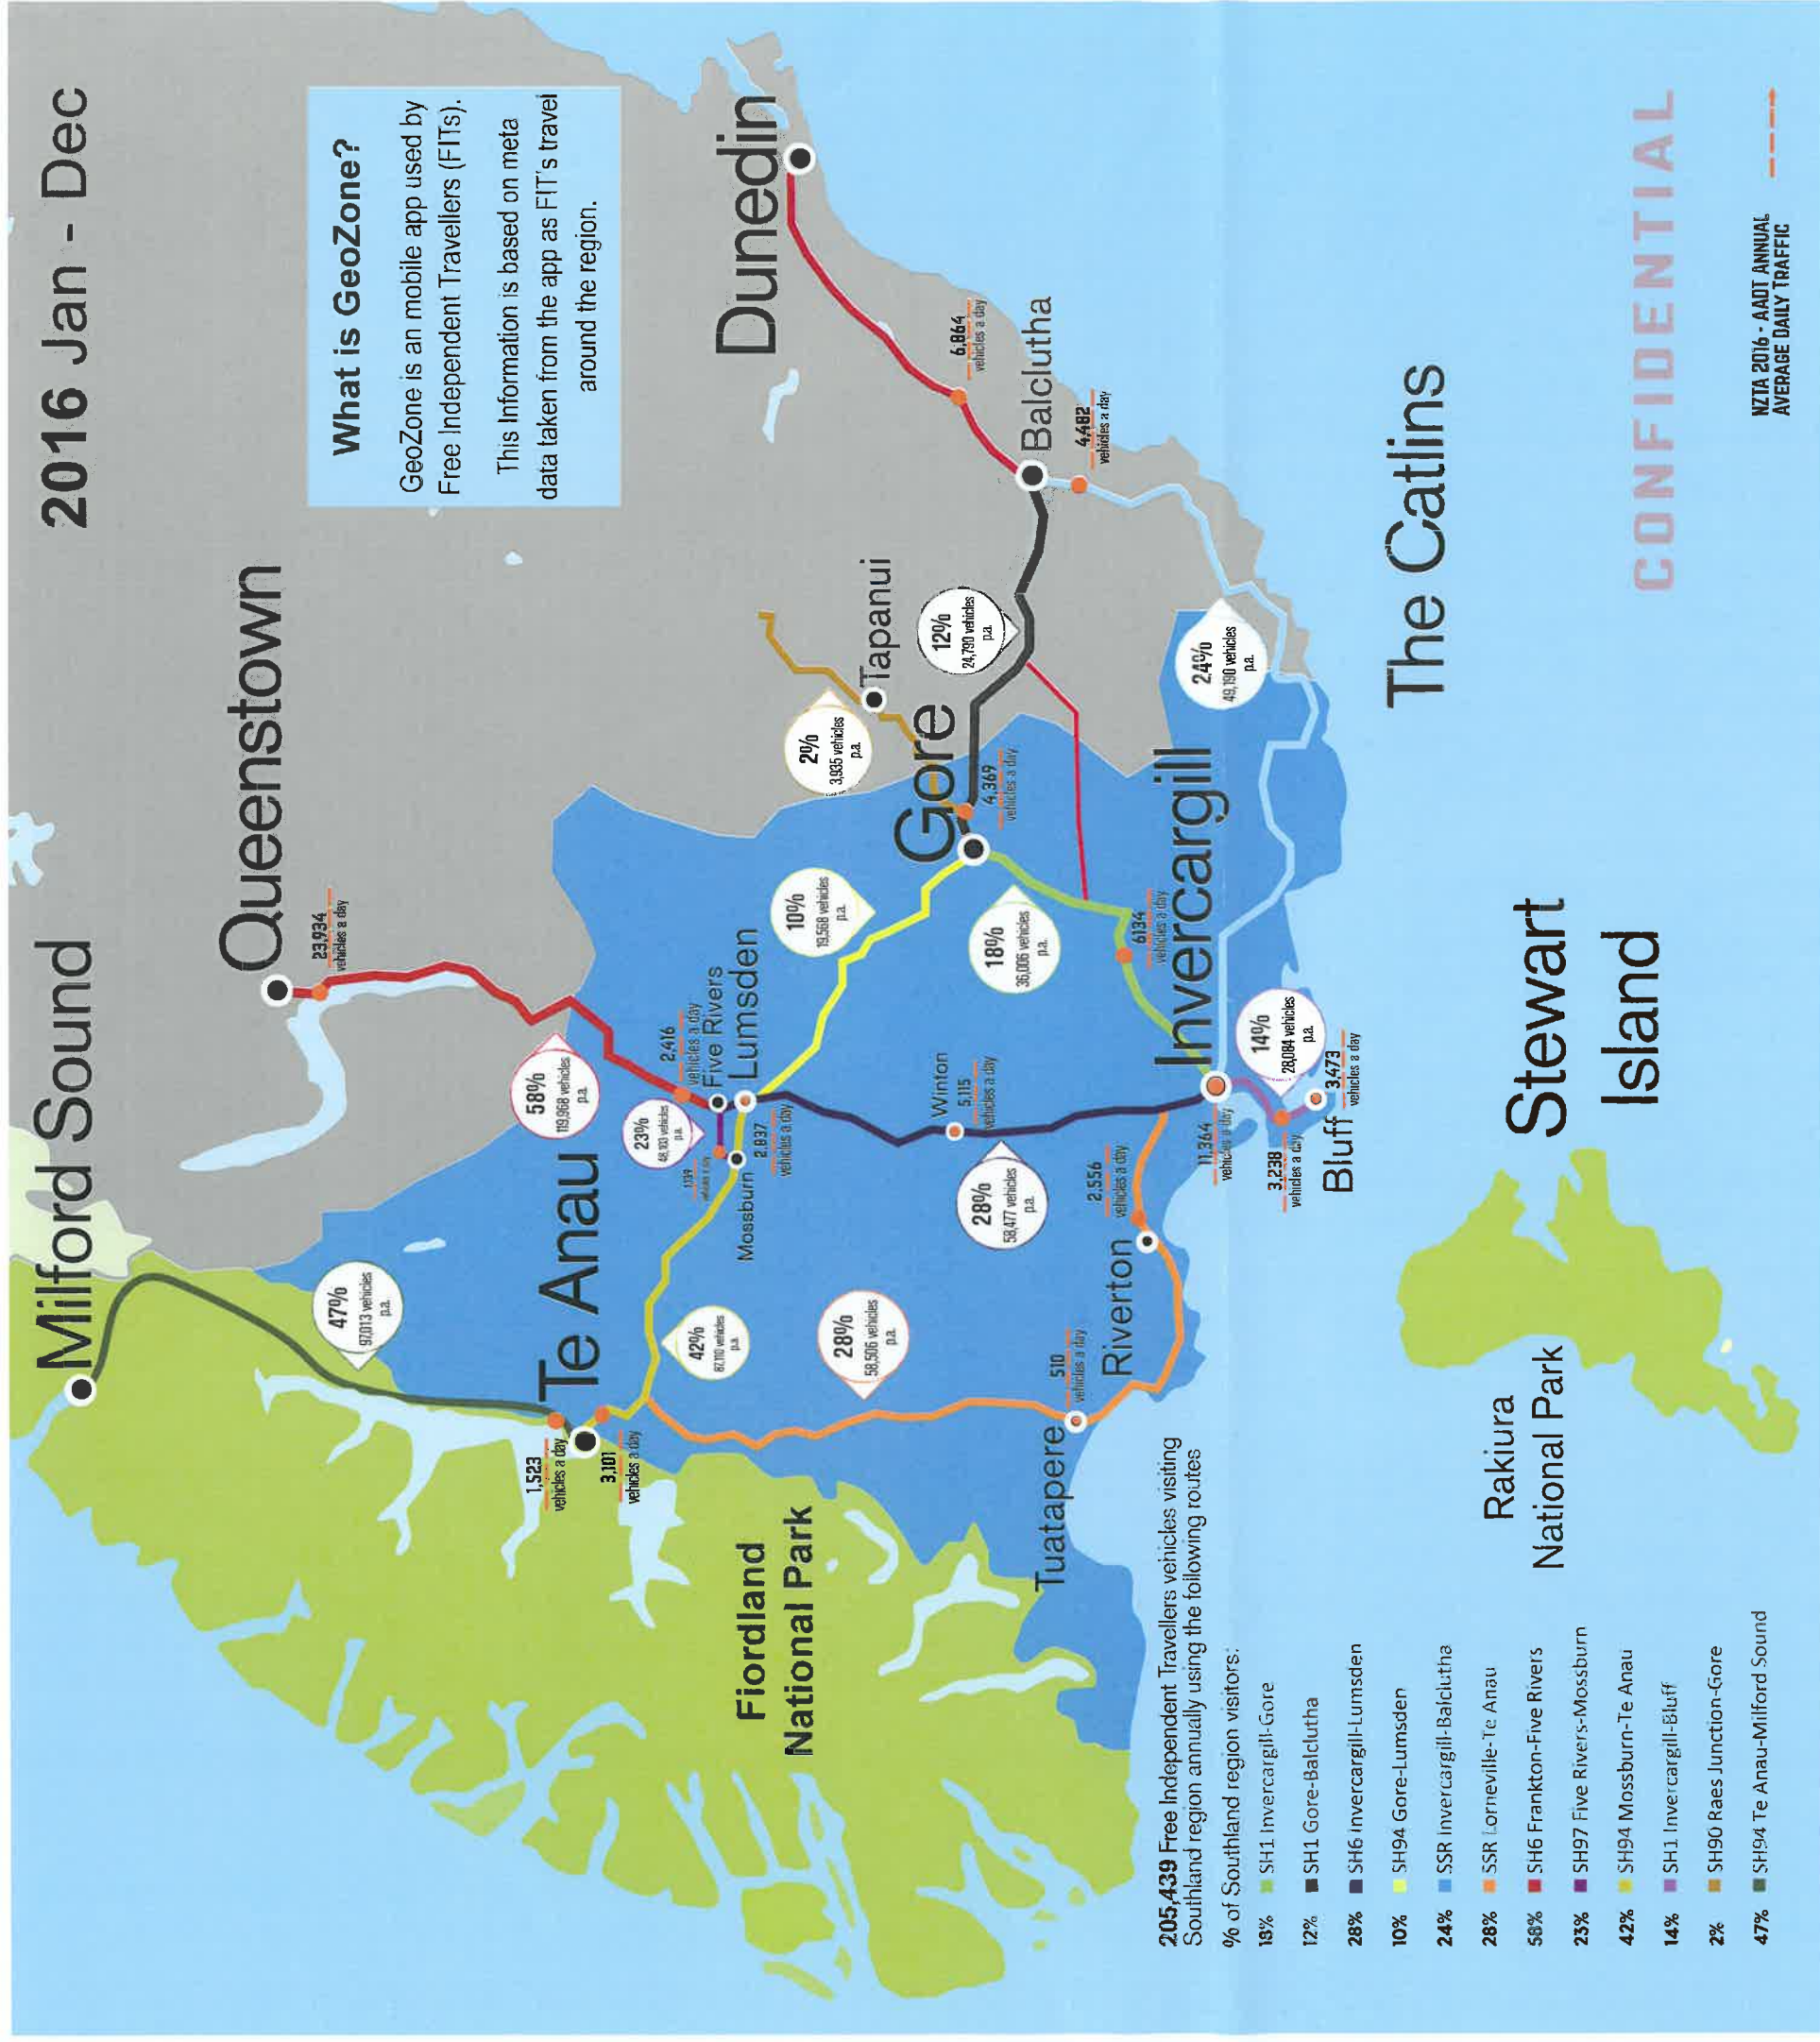 2016 Jan - Dec
Milford Sound
Queenstown
23,934
vehicles a day
What is GeoZone?
GeoZone is an mobile app used by
Free Independent Travellers (FITs).
This Information is based on meta
data taken from the app as FIT's travel
around the region.
47%
97,013 vehicles
p.a.
58%
119,968 vehicles
p.a.
Te Anau
1,523
vehicles a day
3,101
vehicles a day
23%
48,103 vehicles
p.a.
2,416
vehicles a day
Five Rivers
Lumsden
vehicles a day
Mossburn
2,837
vehicles a day
42%
87,110 vehicles
p.a.
Dunedin
6,864
vehicles a day
Balclutha
4,482
vehicles a day
Tapanui
2%
3,935 vehicles
p.a.
12%
24,790 vehicles
p.a.
10%
19,568 vehicles
p.a.
Gore
4,369
vehicles a day
Fiordland
National Park
28%
58,506 vehicles
p.a.
28%
58,477 vehicles
p.a.
Winton
5,115
vehicles a day
18%
36,006 vehicles
p.a.
6134
vehicles a day
24%
49,190 vehicles
p.a.
Tuatapere
510
vehicles a day
Riverton
2,556
vehicles a day
Invercargill
11,364
vehicles a day
14%
28,084 vehicles
p.a.
3,238
vehicles a day
Bluff
3,473
vehicles a day
The Catlins
Stewart
Island
Rakiura
National Park
CONFIDENTIAL
NZTA 2016 - AADT ANNUAL
AVERAGE DAILY TRAFFIC
205,439 Free Independent Travellers vehicles visiting
Southland region annually using the following routes
% of Southland region visitors:
18% SH1 Invercargill-Gore
12% SH1 Gore-Balclutha
28% SH6 Invercargill-Lumsden
10% SH94 Gore-Lumsden
24% SSR Invercargill-Balclutha
28% SSR Lorneville-Te Anau
58% SH6 Frankton-Five Rivers
23% SH97 Five Rivers-Mossburn
42% SH94 Mossburn-Te Anau
14% SH1 Invercargill-Bluff
2% SH90 Raes Junction-Gore
47% SH94 Te Anau-Milford Sound